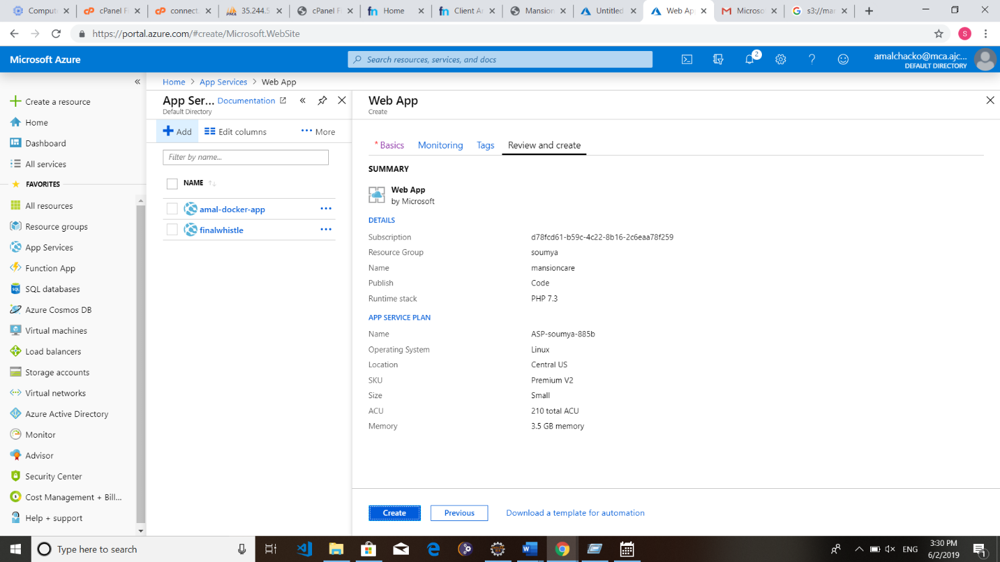 Comput
cPanel F
connect.
35.244.5
cPanel F
Home
Client A
Mansion
Untitled
Web Ap
Microso
s3://mar
https://portal.azure.com/#create/Microsoft.WebSite
S
Microsoft Azure
Search resources, services, and docs
2
amalchacko@mca.ajc...
DEFAULT DIRECTORY
Home > App Services > Web App
Create a resource
Home
Dashboard
All services
FAVORITES
All resources
Resource groups
App Services
Function App
SQL databases
Azure Cosmos DB
Virtual machines
Load balancers
Storage accounts
Virtual networks
Azure Active Directory
Monitor
Advisor
Security Center
Cost Management + Bill...
Help + support
App Ser... Documentation
Default Directory
Add Edit columns ... More
Filter by name...
NAME
amal-docker-app
finalwhistle
Web App
Create
* Basics Monitoring Tags Review and create
SUMMARY
Web App
by Microsoft
DETAILS
Subscription d78fcd61-b59c-4c22-8b16-2c6eaa78f259
Resource Group soumya
Name mansioncare
Publish Code
Runtime stack PHP 7.3
APP SERVICE PLAN
Name ASP-soumya-885b
Operating System Linux
Location Central US
SKU Premium V2
Size Small
ACU 210 total ACU
Memory 3.5 GB memory
Create Previous Download a template for automation
Type here to search
ENG
3:30 PM
6/2/2019
1